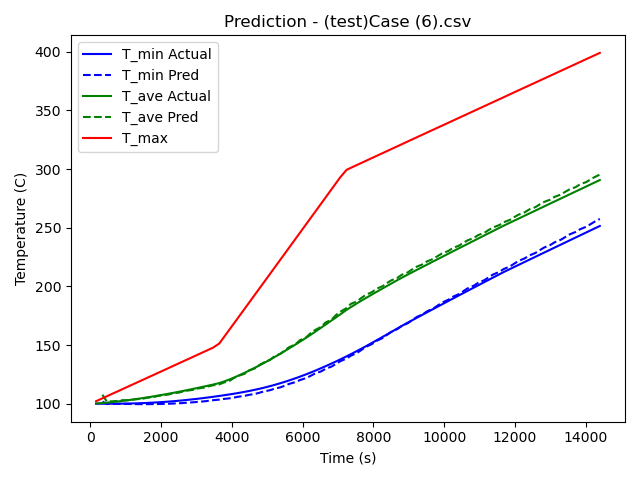 Prediction - (test)Case (6).csv
T_min Actual
T_min Pred
T_ave Actual
T_ave Pred
T_max
Temperature (C)
400
350
300
250
200
150
100
0 2000 4000 6000 8000 10000 12000 14000
Time (s)